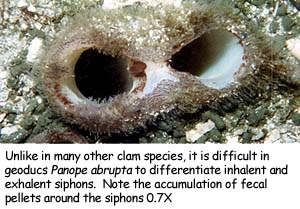 Unlike in many other clam species, it is difficult in
geoducs Panope abrupta to differentiate inhalent and
exhalent siphons. Note the accumulation of fecal
pellets around the siphons 0.7X